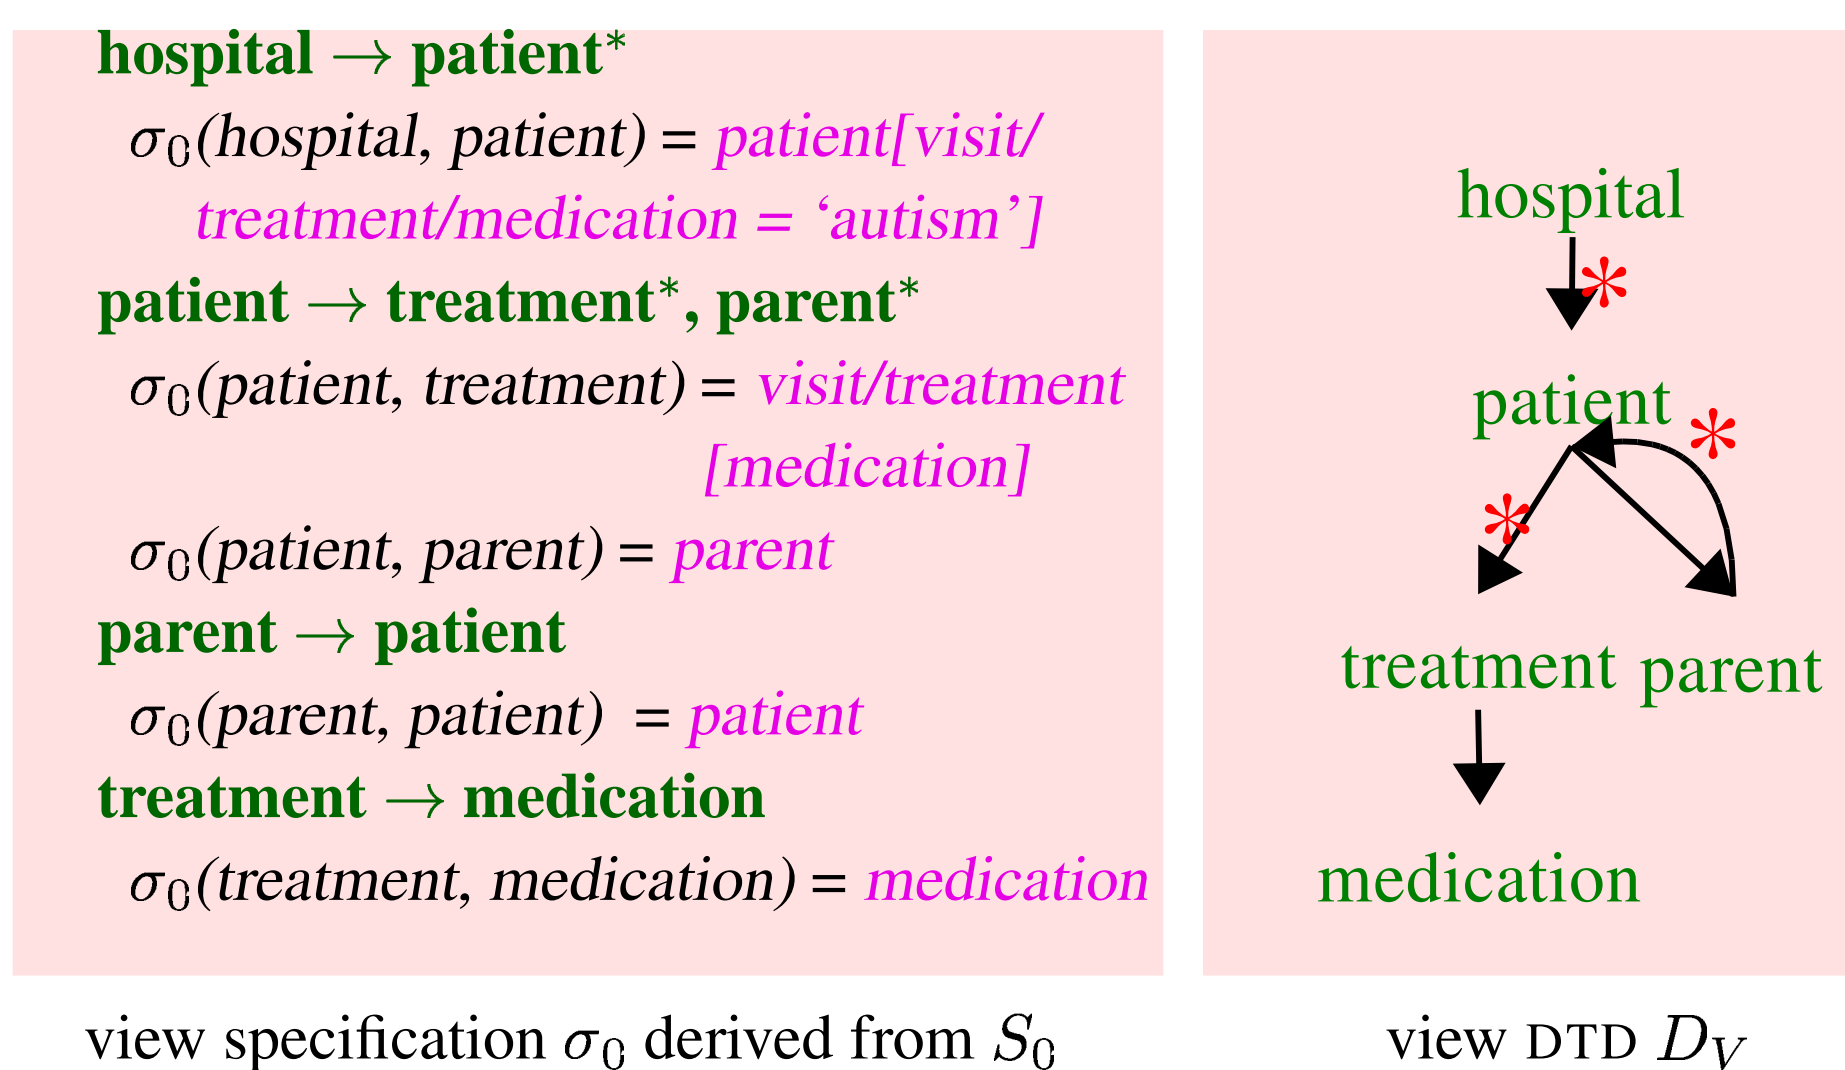 hospital → patient*
σ₀(hospital, patient) = patient[visit/
treatment/medication = ‘autism’]
patient → treatment*, parent*
σ₀(patient, treatment) = visit/treatment
[medication]
σ₀(patient, parent) = parent
parent → patient
σ₀(parent, patient) = patient
treatment → medication
σ₀(treatment, medication) = medication
view specification σ₀ derived from S₀
hospital
*
patient
*
*
treatment parent
medication
view DTD D_V